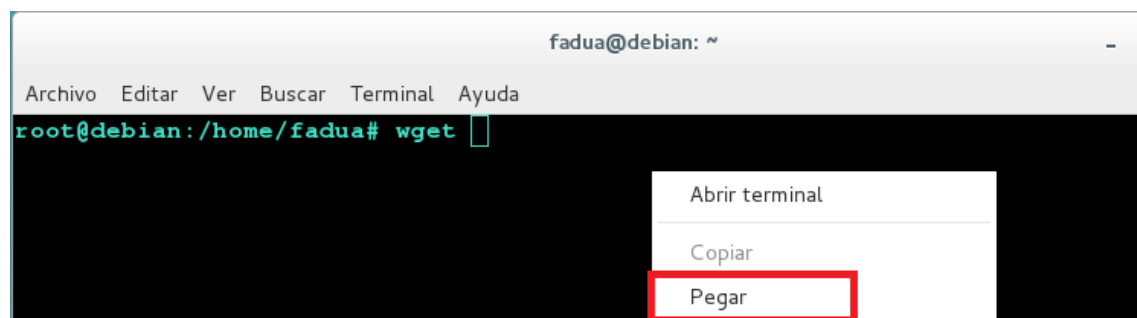 fadua@debian: ~
Archivo Editar Ver Buscar Terminal Ayuda
root@debian:/home/fadua# wget
Abrir terminal
Copiar
Pegar